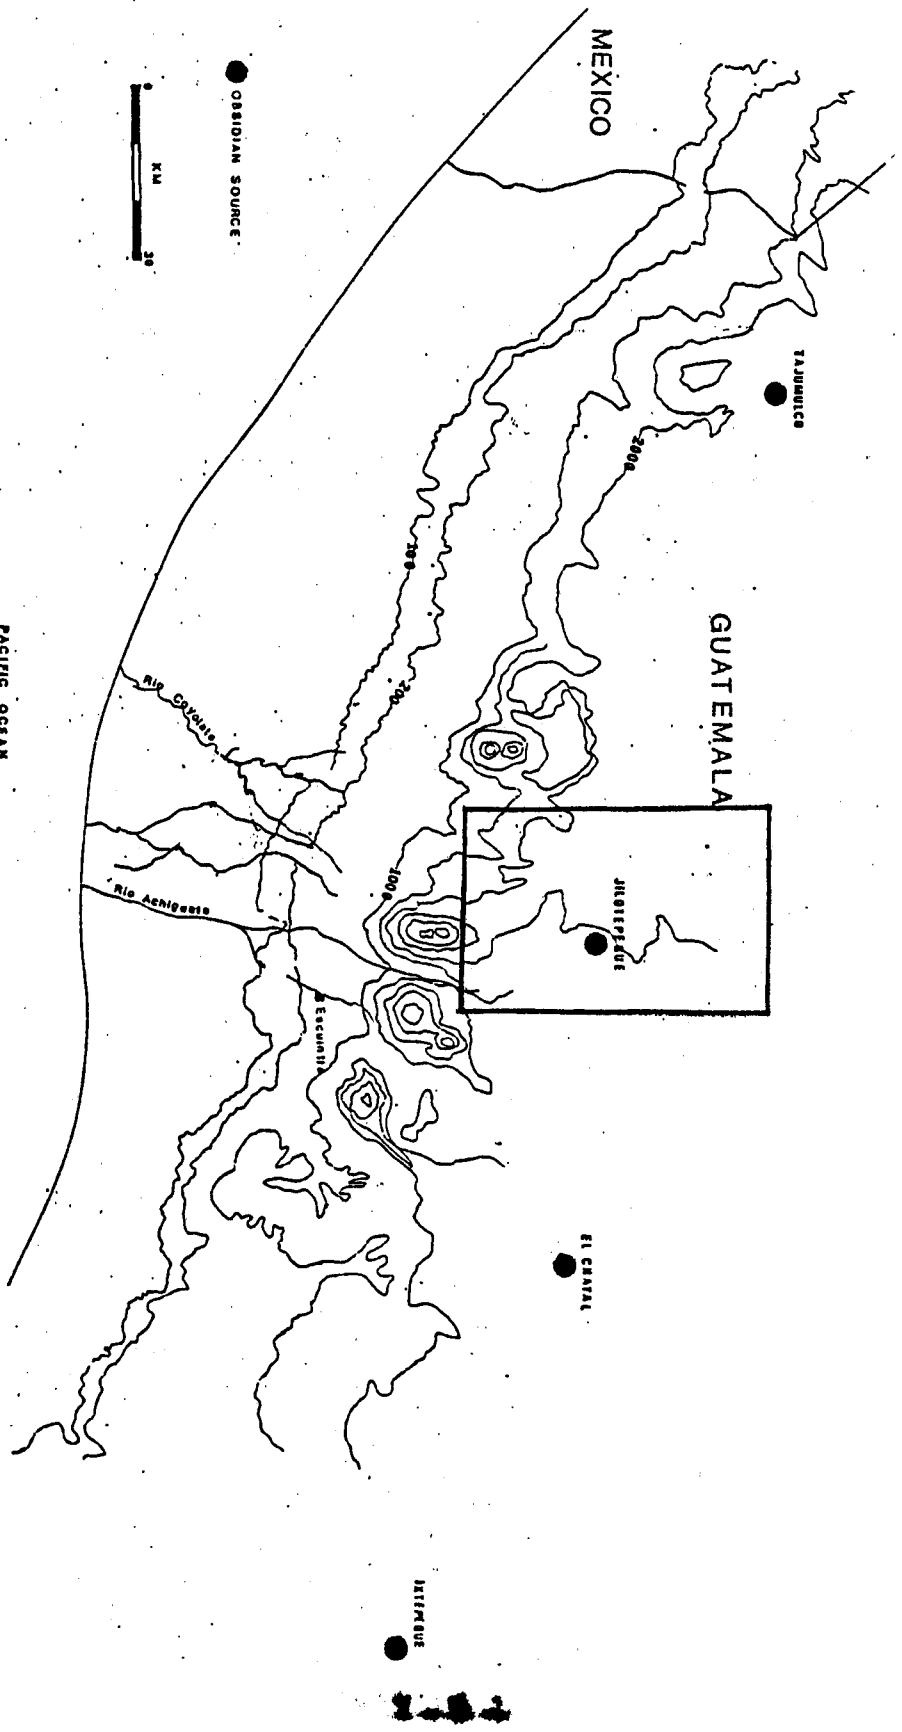 MEXICO
GUATEMALA
TAJUMULCO
2000
JILOTEPEQUE
EL CHAYAL
IXTEPEQUE
100
200
1000
Rio Coyolate
Rio Achiguate
Escuintla
PACIFIC OCEAN
OBSIDIAN SOURCE
0 30
KM